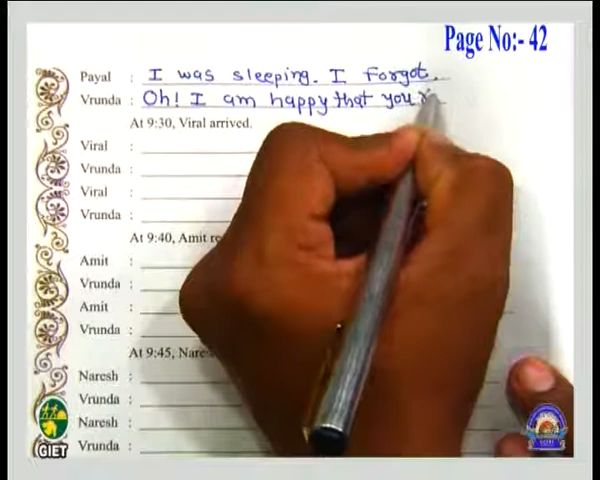 Page No:- 42
Payal : I was sleeping. I Forgot.
Vrunda : Oh! I am happy that you
At 9:30, Viral arrived.
Viral :
Vrunda :
Viral :
Vrunda :
At 9:40, Amit re
Amit :
Vrunda :
Amit :
Vrunda :
At 9:45, Nares
Naresh :
Vrunda :
Naresh :
Vrunda :
GIET